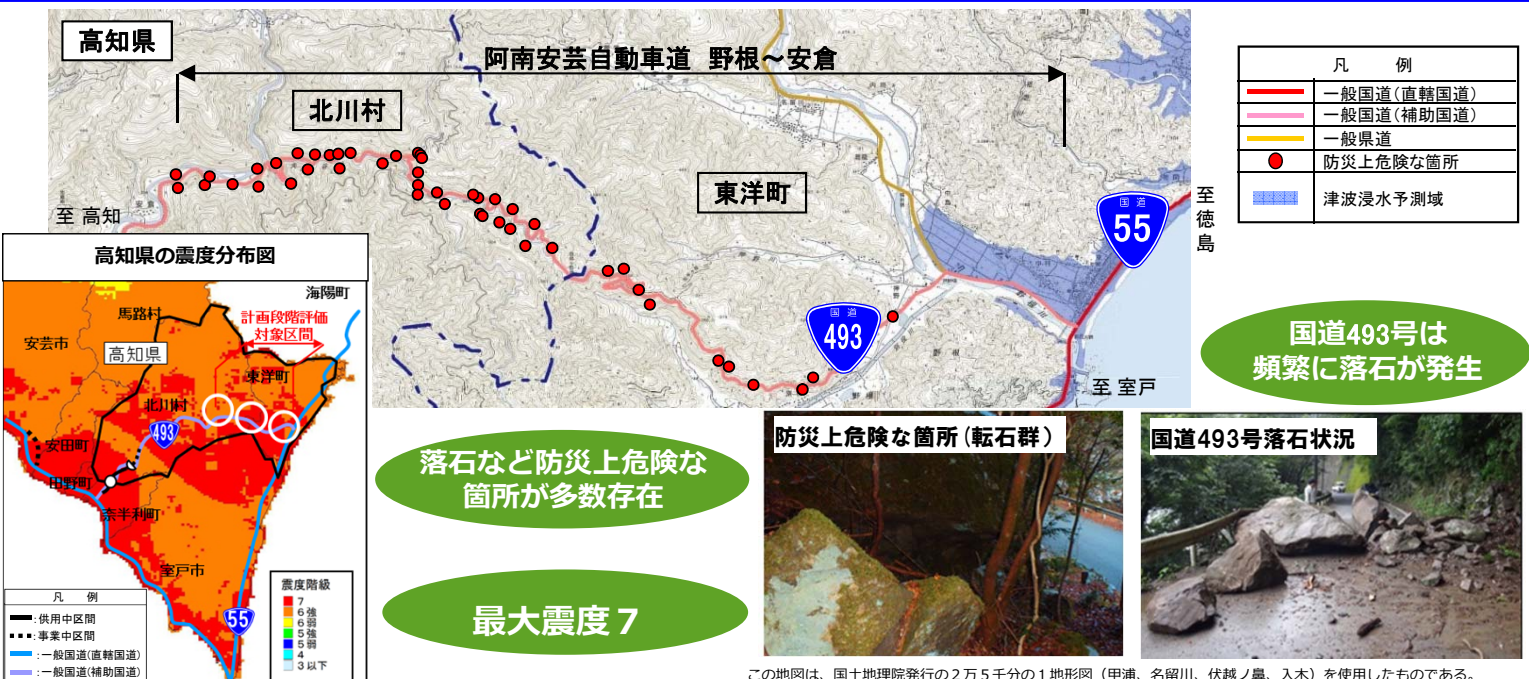 高知県
阿南安芸自動車道 野根～安倉
北川村
東洋町
至 高知
安倉
国道
55
国道
493
野根
至 室戸
至
徳
島
凡 例
一般国道(直轄国道)
一般国道(補助国道)
一般県道
防災上危険な箇所
津波浸水予測域
高知県の震度分布図
海陽町
馬路村
計画段階評価
対象区間
安芸市
高知県
東洋町
北川村
493
安田町
田野町
奈半利町
室戸市
55
凡 例
:供用中区間
:事業中区間
:一般国道(直轄国道)
:一般国道(補助国道)
震度階級
7
6強
6弱
5強
5弱
4
3以下
落石など防災上危険な
箇所が多数存在
最大震度７
国道493号は
頻繁に落石が発生
防災上危険な箇所(転石群)
国道493号落石状況
この地図は、国土地理院発行の２万５千分の１地形図（甲浦、名留川、伏越ノ鼻、入木）を使用したものである。